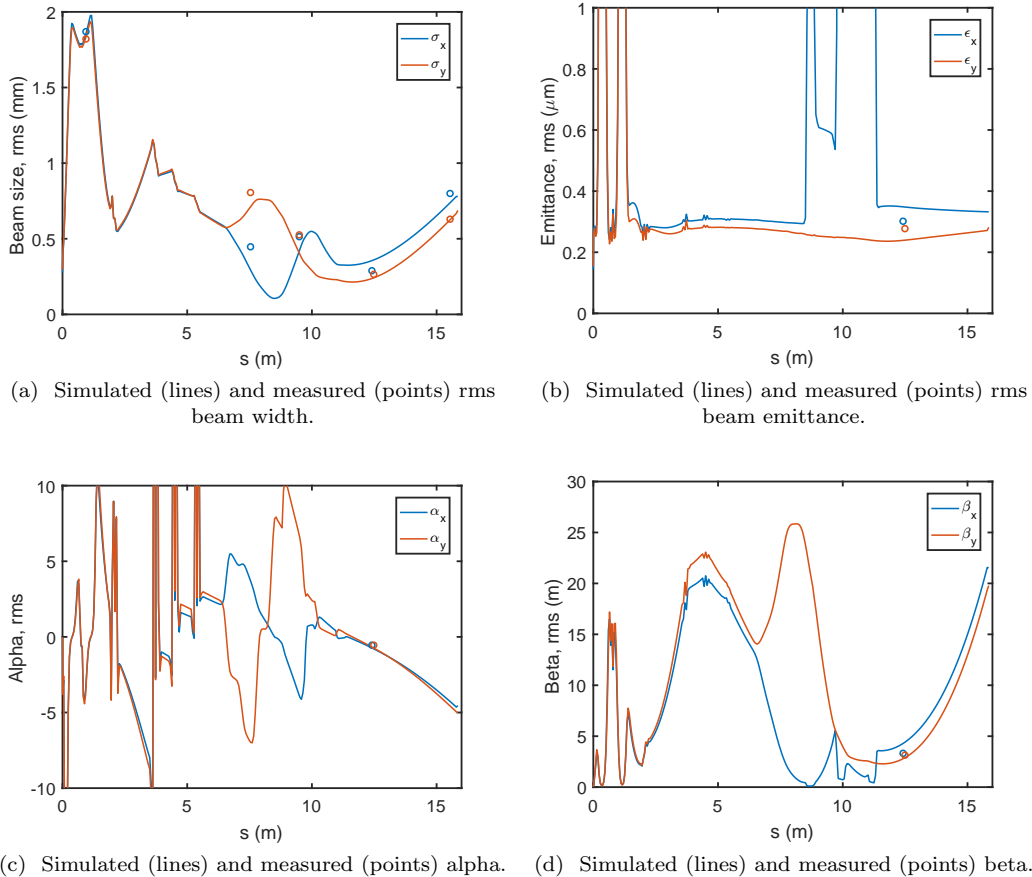 2
1.5
1
0.5
0
Beam size, rms (mm)
σx
σy
0 5 10 15
s (m)
(a) Simulated (lines) and measured (points) rms
beam width.
1
0.8
0.6
0.4
0.2
0
Emittance, rms (μm)
ϵx
ϵy
0 5 10 15
s (m)
(b) Simulated (lines) and measured (points) rms
beam emittance.
10
5
0
-5
-10
Alpha, rms
αx
αy
0 5 10 15
s (m)
(c) Simulated (lines) and measured (points) alpha.
30
25
20
15
10
5
0
Beta, rms (m)
βx
βy
0 5 10 15
s (m)
(d) Simulated (lines) and measured (points) beta.